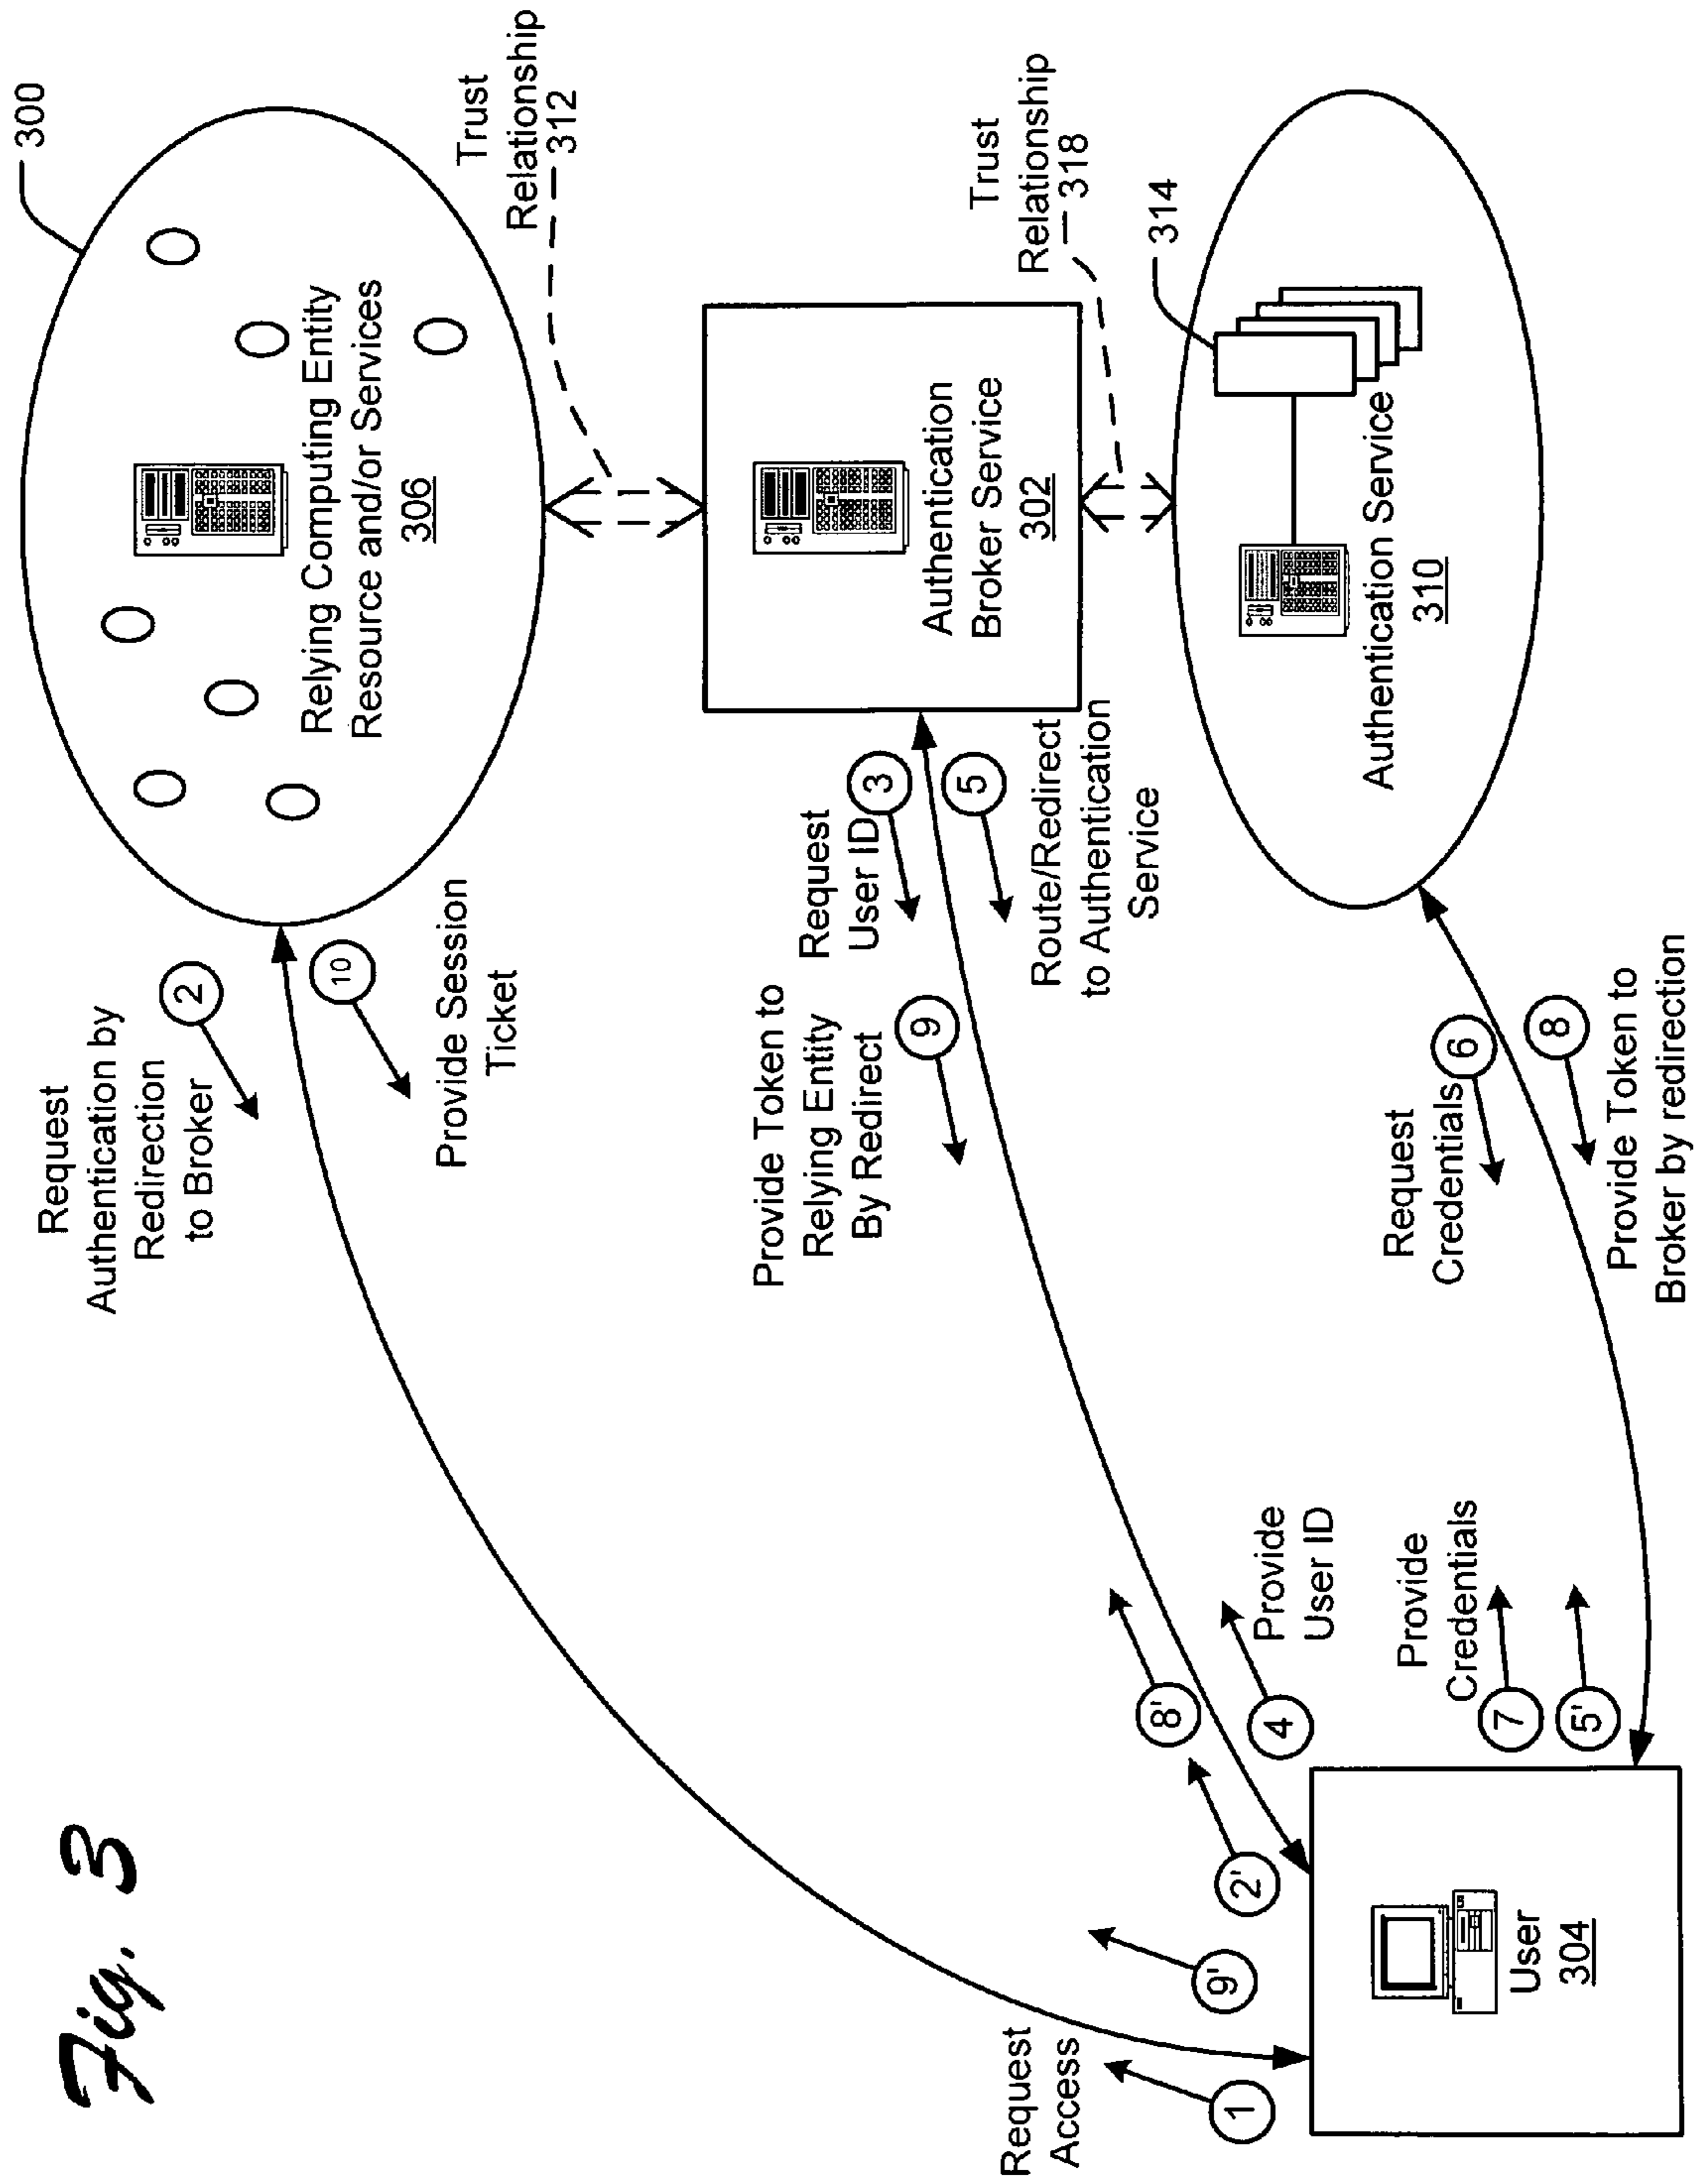 Fig. 3
300
Relying Computing Entity
Resource and/or Services
306
Trust
Relationship
312
Request
Authentication by
Redirection
to Broker
2
10
Provide Session
Ticket
Authentication
Broker Service
302
Trust
Relationship
318
314
Authentication Service
310
Request
User ID
3
5
Route/Redirect
to Authentication
Service
Provide Token to
Relying Entity
By Redirect
9
Request
Credentials
6
8
Provide Token to
Broker by redirection
Request
Access
1
9'
2'
8'
4
Provide
User ID
Provide
Credentials
7
5'
User
304